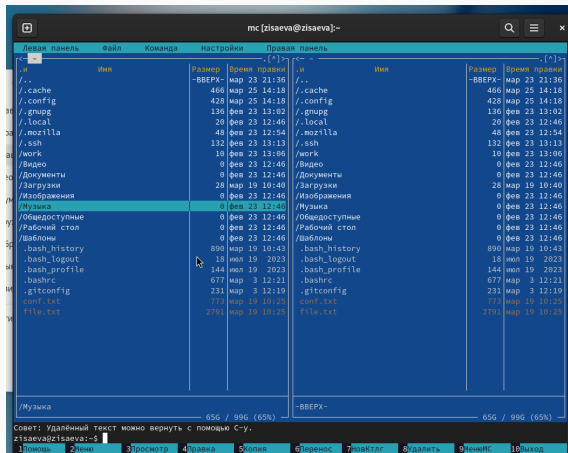 mc [zisaeva@zisaeva]:~
Левая панель Файл Команда Настройки Правая панель
<- ~ .[^]> <- ~ .[^]>
.и Имя Размер Время правки .и Имя Размер Время правки
/.. -ВВЕРХ- мар 23 21:36 /.. -ВВЕРХ- мар 23 21:36
/.cache 466 мар 25 14:18 /.cache 466 мар 25 14:18
/.config 428 мар 25 14:18 /.config 428 мар 25 14:18
/.gnupg 136 фев 23 13:02 /.gnupg 136 фев 23 13:02
/.local 20 фев 23 12:46 /.local 20 фев 23 12:46
/.mozilla 48 фев 23 12:54 /.mozilla 48 фев 23 12:54
/.ssh 132 фев 23 13:13 /.ssh 132 фев 23 13:13
/work 10 фев 23 13:06 /work 10 фев 23 13:06
/Видео 0 фев 23 12:46 /Видео 0 фев 23 12:46
/Документы 0 фев 23 12:46 /Документы 0 фев 23 12:46
/Загрузки 28 мар 19 10:40 /Загрузки 28 мар 19 10:40
/Изображения 0 фев 23 12:46 /Изображения 0 фев 23 12:46
/Музыка 0 фев 23 12:46 /Музыка 0 фев 23 12:46
/Общедоступные 0 фев 23 12:46 /Общедоступные 0 фев 23 12:46
/Рабочий стол 0 фев 23 12:46 /Рабочий стол 0 фев 23 12:46
/Шаблоны 0 фев 23 12:46 /Шаблоны 0 фев 23 12:46
.bash_history 890 мар 19 10:43 .bash_history 890 мар 19 10:43
.bash_logout 18 июл 19 2023 .bash_logout 18 июл 19 2023
.bash_profile 144 июл 19 2023 .bash_profile 144 июл 19 2023
.bashrc 677 мар 3 12:21 .bashrc 677 мар 3 12:21
.gitconfig 231 мар 3 12:19 .gitconfig 231 мар 3 12:19
conf.txt 773 мар 19 10:25 conf.txt 773 мар 19 10:25
file.txt 2791 мар 19 10:25 file.txt 2791 мар 19 10:25
/Музыка -ВВЕРХ-
65G / 99G (65%) 65G / 99G (65%)
Совет: Удалённый текст можно вернуть с помощью C-y.
zisaeva@zisaeva:~$
1Помощь 2Меню 3Просмотр 4Правка 5Копия 6Перенос 7НовКтлг 8Удалить 9МенюMC 10Выход